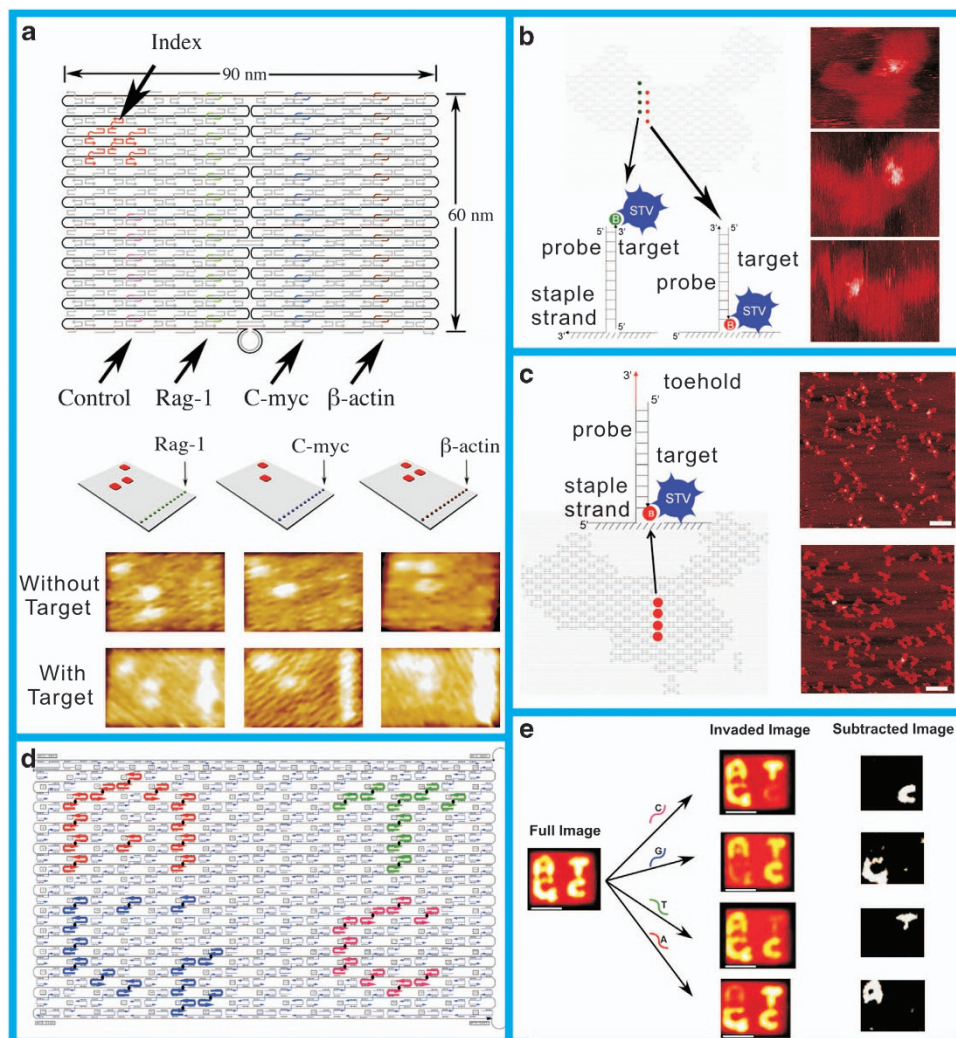 a
Index
90 nm
60 nm
Control Rag-1 C-myc β-actin
Rag-1 C-myc β-actin
Without
Target
With
Target
b
STV
B
5' 3'
probe target
staple
strand
3' 5'
3' 5'
target
probe
STV
B
5'
c
3'
toehold
5'
probe
target
staple
strand
STV
B
5'
d
e
Invaded Image Subtracted Image
Full Image
C
G
T
A
A T
G C
A T
G
A T
C
A
G C
T
G C
C
G
T
A